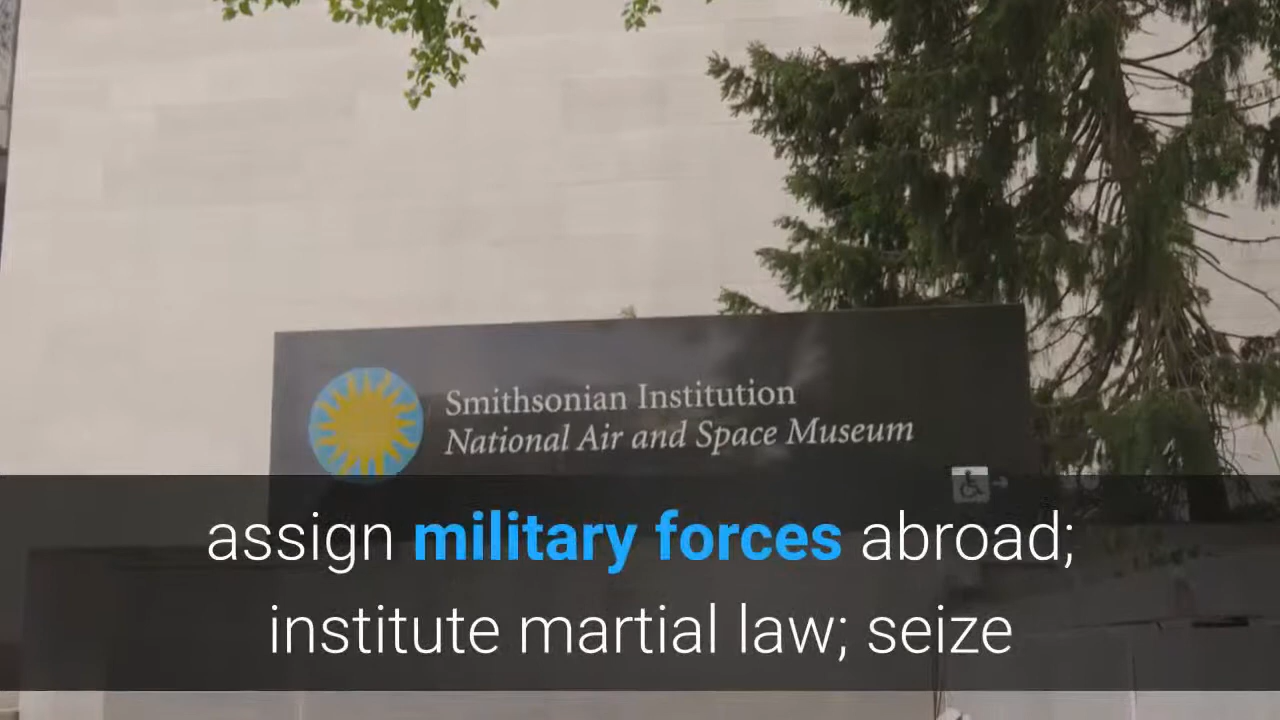 Smithsonian Institution
National Air and Space Museum
assign military forces abroad;
institute martial law; seize